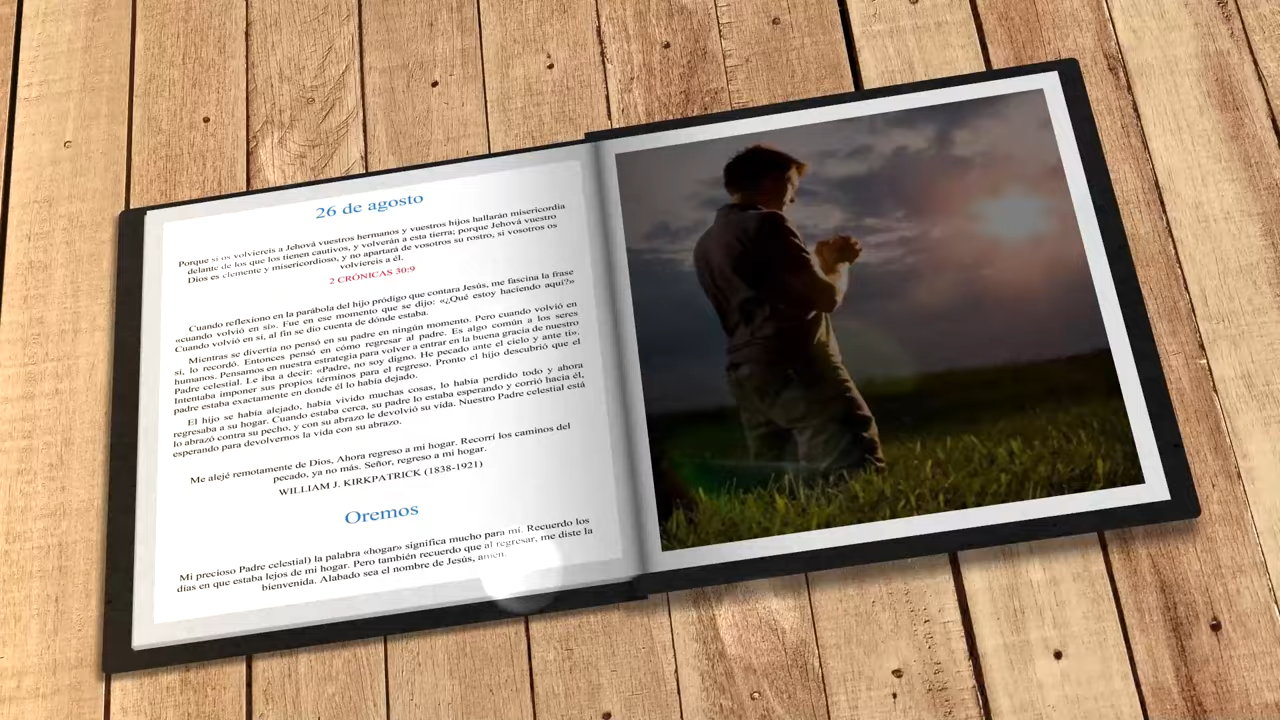 26 de agosto
Porque si os volviereis a Jehová vuestros hermanos y vuestros hijos hallarán misericordia
delante de los que los tienen cautivos, y volverán a esta tierra; porque Jehová vuestro
Dios es clemente y misericordioso, y no apartará de vosotros su rostro, si vosotros os
volviereis a él.
2 CRÓNICAS 30:9
Cuando reflexiono en la parábola del hijo pródigo que contara Jesús, me fascina la frase
«cuando volvió en sí». Fue en ese momento que se dijo: «¿Qué estoy haciendo aquí?»
Cuando volvió en sí, al fin se dio cuenta de dónde estaba.
Mientras se divertía no pensó en su padre en ningún momento. Pero cuando volvió en
sí, lo recordó. Entonces pensó en cómo regresar al padre. Es algo común a los seres
humanos. Pensamos en nuestra estrategia para volver a entrar en la buena gracia de nuestro
Padre celestial. Le iba a decir: «Padre, no soy digno. He pecado ante el cielo y ante ti».
Intentaba imponer sus propios términos para el regreso. Pronto el hijo descubrió que el
padre estaba exactamente en donde él lo había dejado.
El hijo se había alejado, había vivido muchas cosas, lo había perdido todo y ahora
regresaba a su hogar. Cuando estaba cerca, su padre lo estaba esperando y corrió hacia él,
lo abrazó contra su pecho, y con su abrazo le devolvió su vida. Nuestro Padre celestial está
esperando para devolvernos la vida con su abrazo.
Me alejé remotamente de Dios, Ahora regreso a mi hogar. Recorrí los caminos del
pecado, ya no más. Señor, regreso a mi hogar.
WILLIAM J. KIRKPATRICK (1838-1921)
Oremos
Mi precioso Padre celestial) la palabra «hogar» significa mucho para mí. Recuerdo los
días en que estaba lejos de mi hogar. Pero también recuerdo que al regresar, me diste la
bienvenida. Alabado sea el nombre de Jesús, amén.